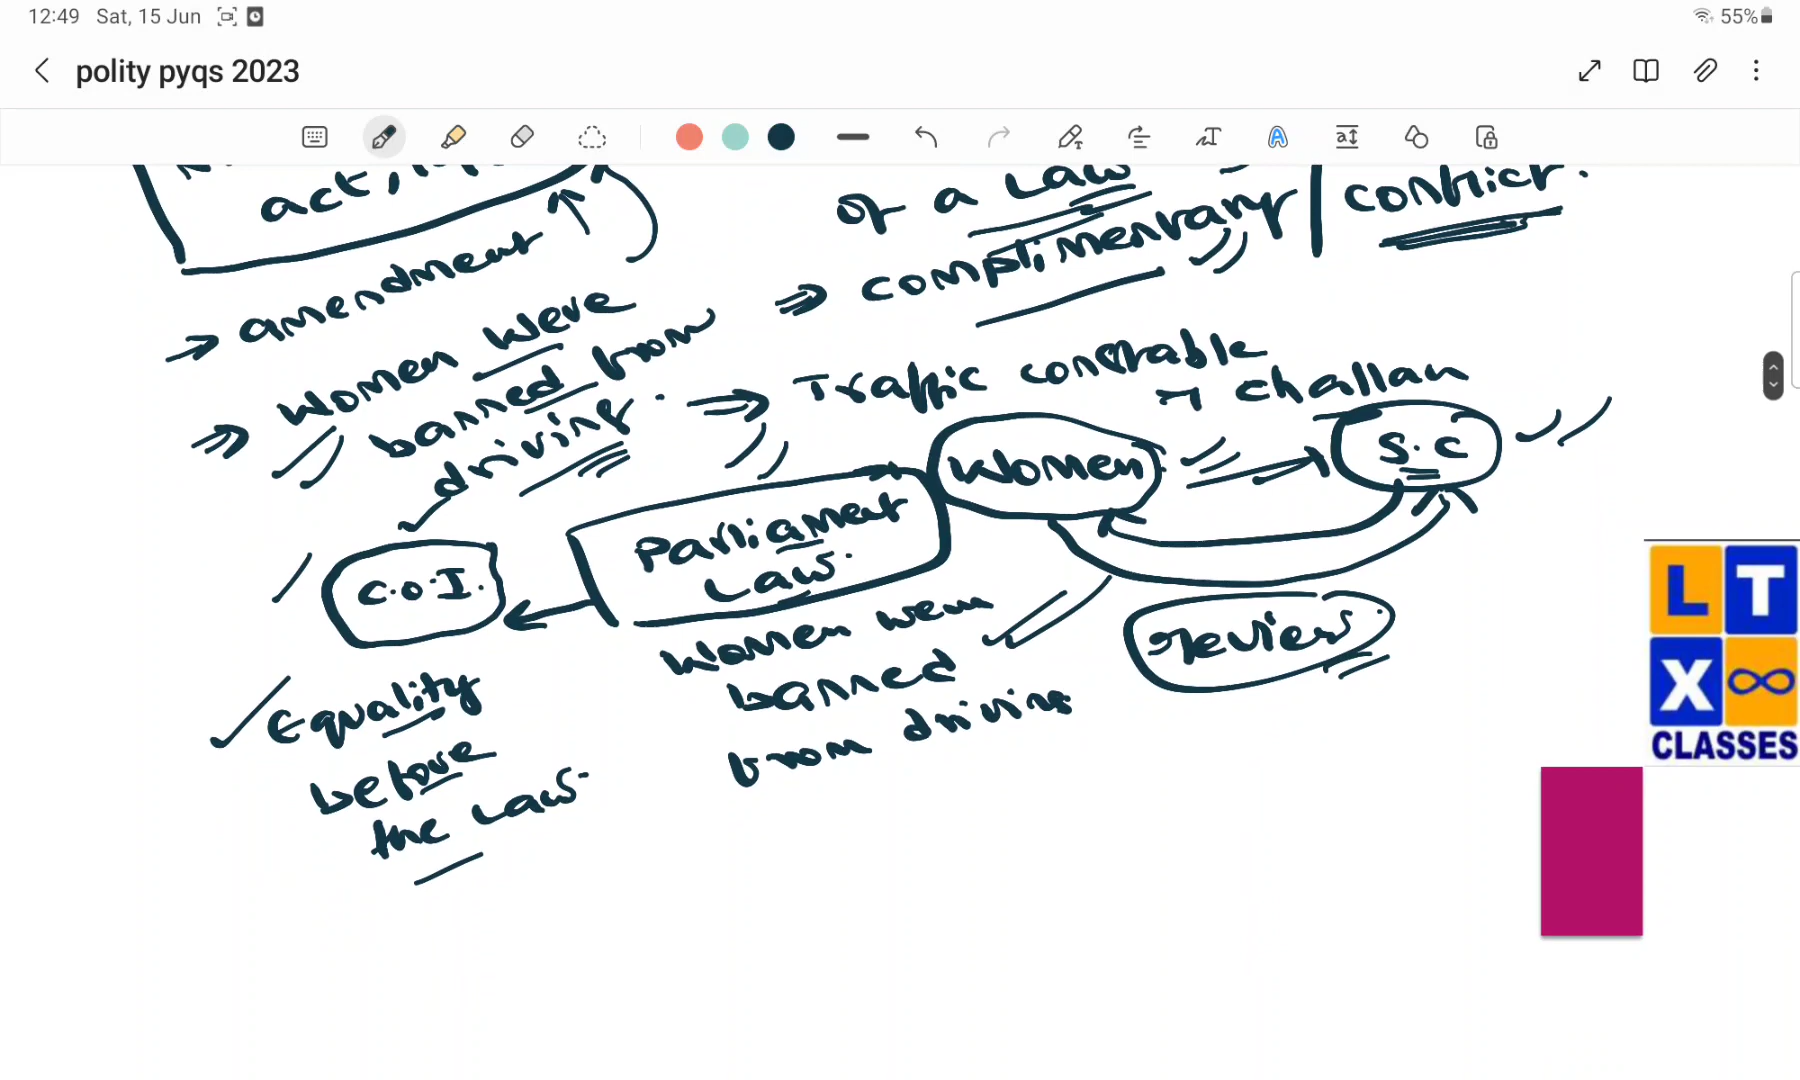 12:49 Sat, 15 Jun
55%
polity pyqs 2023
act,
of a Law
complimentary / conflict.
→ amendment
⇒ women were
banned from
driving.
⇒ Traffic constable
→ challan
women
S.C
Parliament
Law.
C.O.I.
review.
women were
banned
from driving
Equality
before
the Law.
L T
X ∞
CLASSES